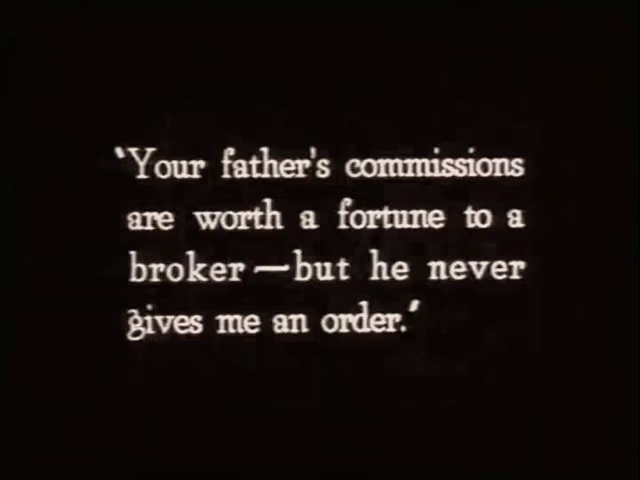 'Your father's commissions
are worth a fortune to a
broker—but he never
gives me an order.'